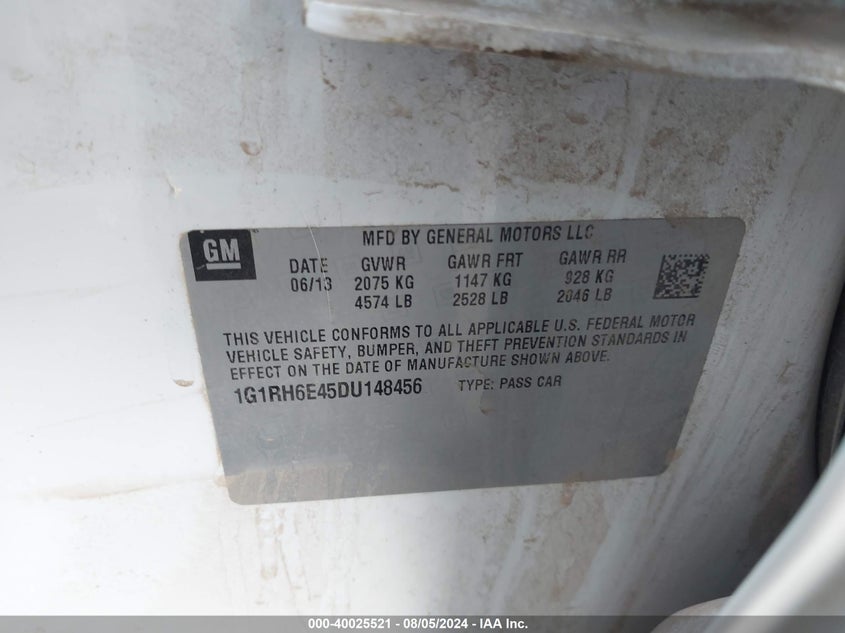 GM
MFD BY GENERAL MOTORS LLC
DATE GVWR GAWR FRT GAWR RR
06/13 2075 KG 1147 KG 928 KG
4574 LB 2528 LB 2046 LB
THIS VEHICLE CONFORMS TO ALL APPLICABLE U.S. FEDERAL MOTOR
VEHICLE SAFETY, BUMPER, AND THEFT PREVENTION STANDARDS IN
EFFECT ON THE DATE OF MANUFACTURE SHOWN ABOVE.
1G1RH6E45DU148456 TYPE: PASS CAR
000-40025521 - 08/05/2024 - IAA Inc.